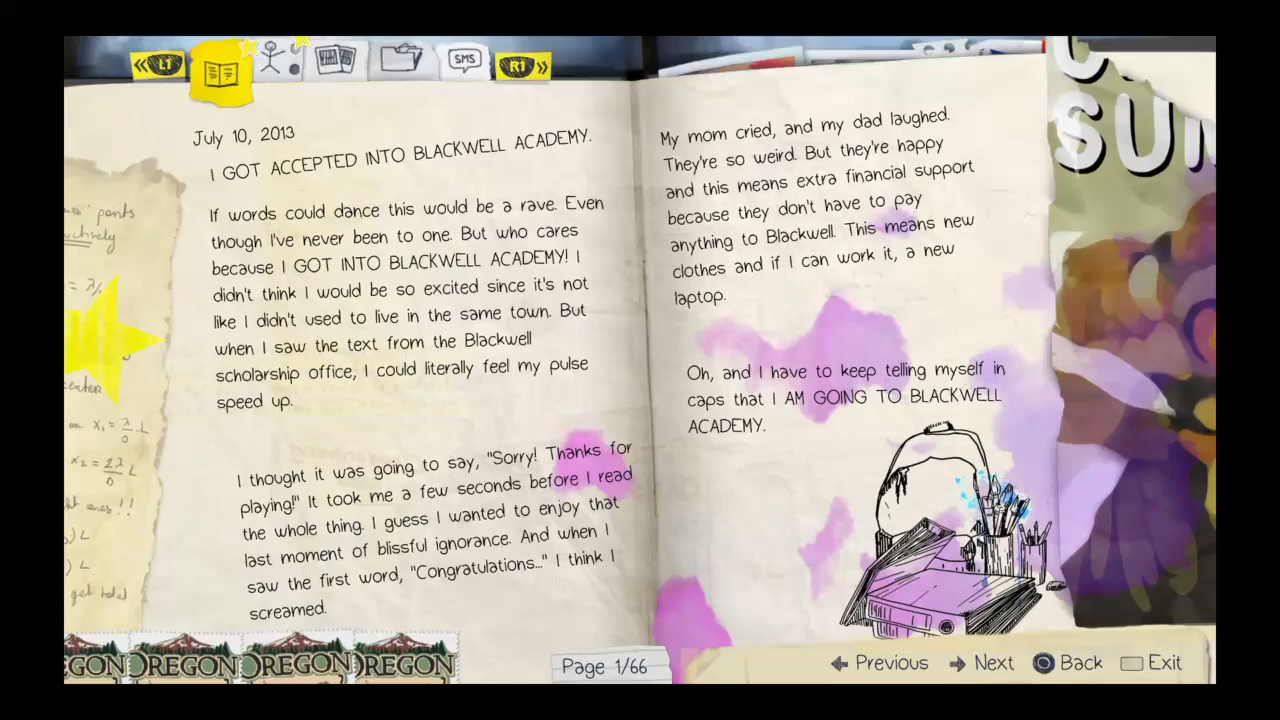 LT
SMS
R1
July 10, 2013
I GOT ACCEPTED INTO BLACKWELL ACADEMY.
If words could dance this would be a rave. Even
though I've never been to one. But who cares
because I GOT INTO BLACKWELL ACADEMY! I
didn't think I would be so excited since it's not
like I didn't used to live in the same town. But
when I saw the text from the Blackwell
scholarship office, I could literally feel my pulse
speed up.
I thought it was going to say, "Sorry! Thanks for
playing!" It took me a few seconds before I read
the whole thing. I guess I wanted to enjoy that
last moment of blissful ignorance. And when I
saw the first word, "Congratulations..." I think I
screamed.
My mom cried, and my dad laughed.
They're so weird. But they're happy
and this means extra financial support
because they don't have to pay
anything to Blackwell. This means new
clothes and if I can work it, a new
laptop.
Oh, and I have to keep telling myself in
caps that I AM GOING TO BLACKWELL
ACADEMY.
points
get total
EGON OREGON OREGON OREGON
Page 1/66
Previous Next Back Exit